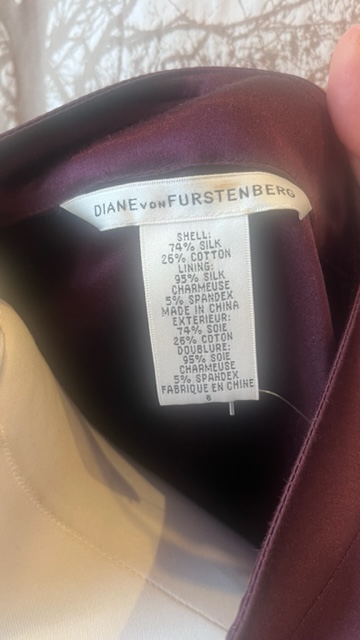 DIANE VON FURSTENBERG
SHELL:
74% SILK
26% COTTON
LINING:
95% SILK
CHARMEUSE
5% SPANDEX
MADE IN CHINA
EXTERIEUR:
74% SOIE
26% COTON
DOUBLURE:
95% SOIE
CHARMEUSE
5% SPANDEX
FABRIQUE EN CHINE
6